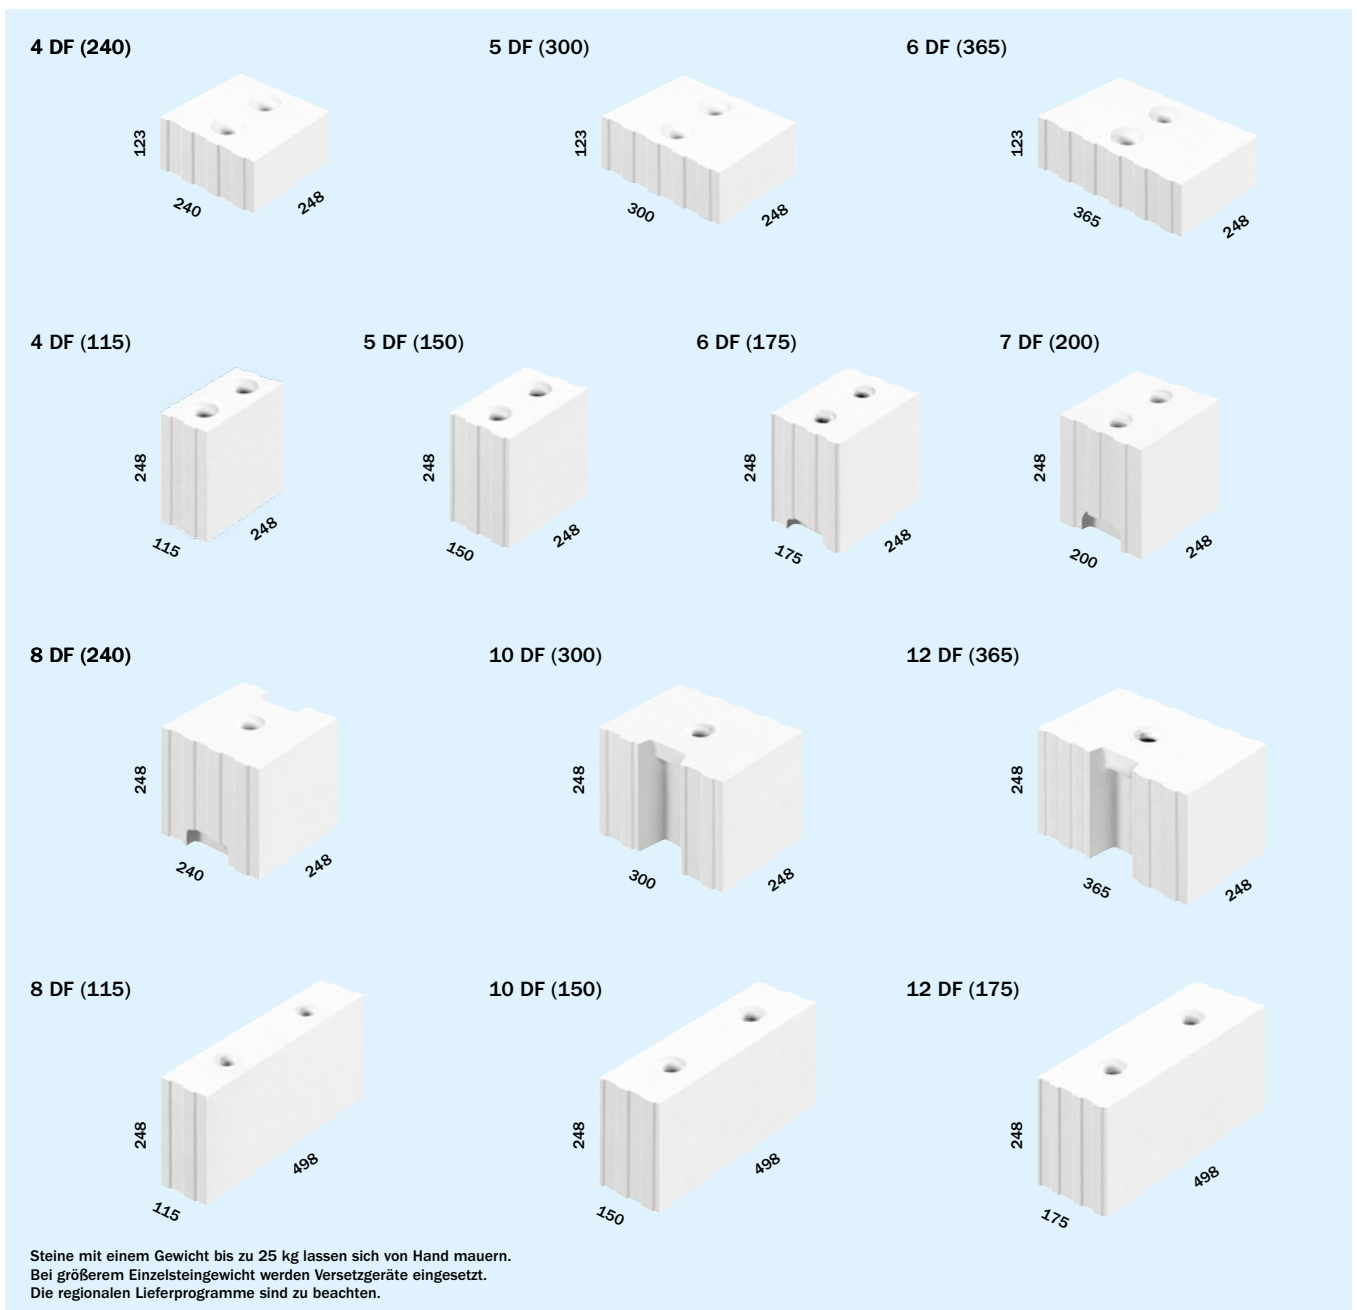 4 DF (240)
5 DF (300)
6 DF (365)
123
240
248
123
300
248
123
365
248
4 DF (115)
5 DF (150)
6 DF (175)
7 DF (200)
248
115
248
248
150
248
248
175
248
248
200
248
8 DF (240)
10 DF (300)
12 DF (365)
248
240
248
248
300
248
248
365
248
8 DF (115)
10 DF (150)
12 DF (175)
248
115
498
248
150
498
248
175
498
Steine mit einem Gewicht bis zu 25 kg lassen sich von Hand mauern.
Bei größerem Einzelsteingewicht werden Versetzgeräte eingesetzt.
Die regionalen Lieferprogramme sind zu beachten.